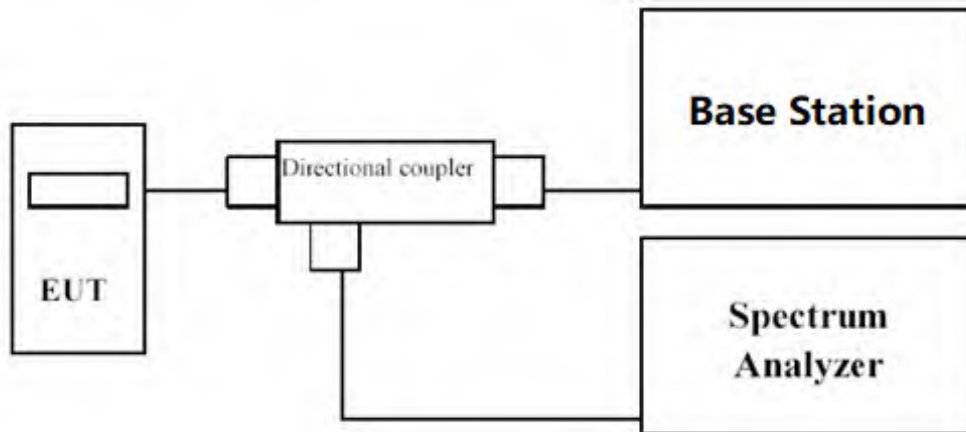 Base Station
Directional coupler
EUT
Spectrum
Analyzer